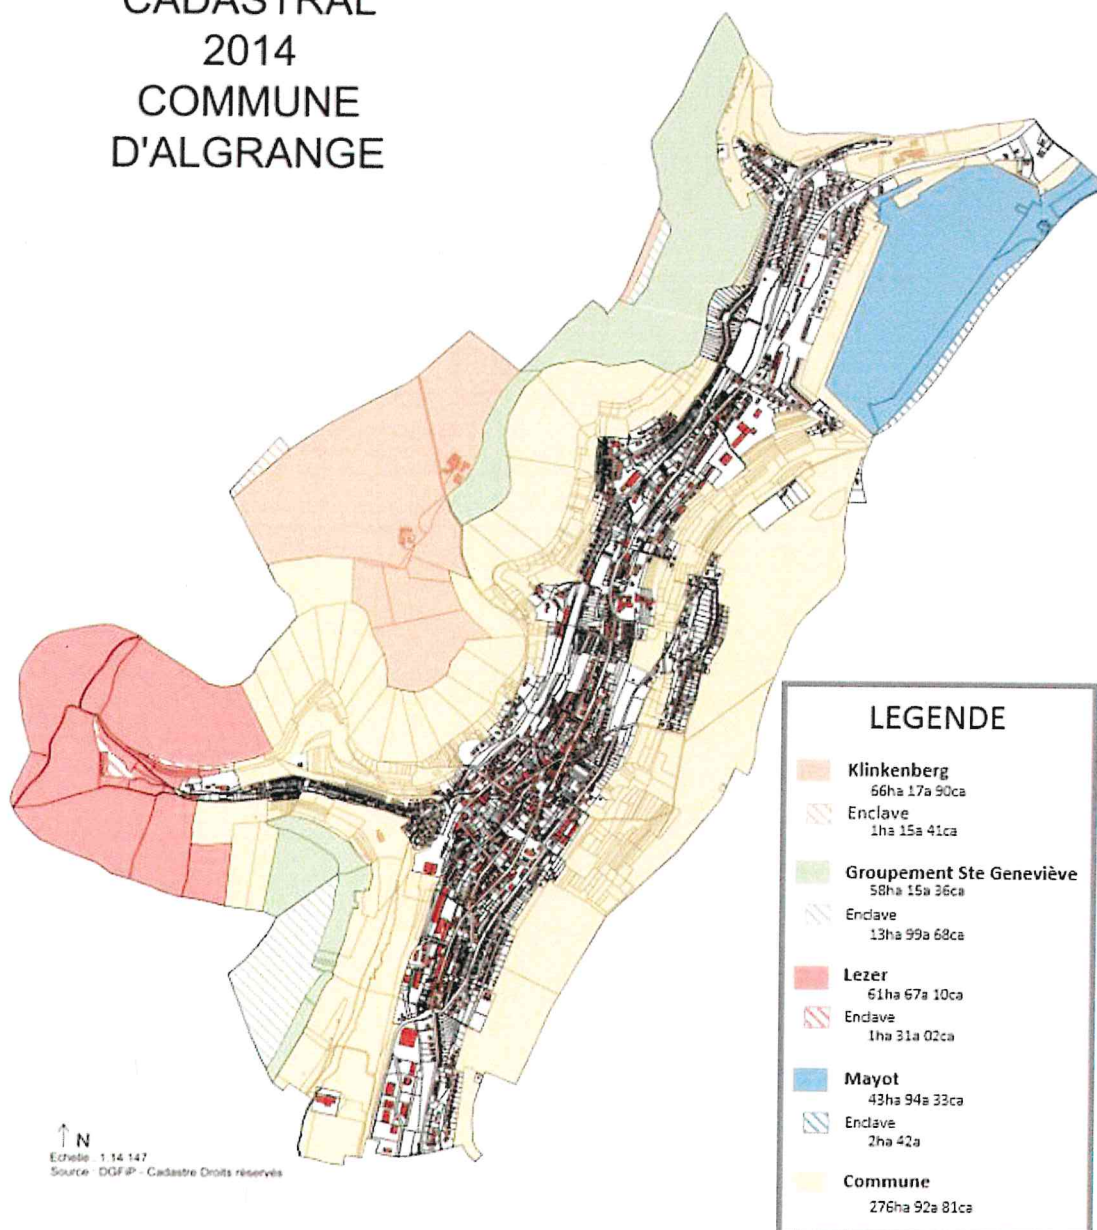 CADASTRAL
2014
COMMUNE
D'ALGRANGE
LEGENDE
Klinkenberg
66ha 17a 90ca
Enclave
1ha 15a 41ca
Groupement Ste Geneviève
58ha 15a 36ca
Enclave
13ha 99a 68ca
Lezer
61ha 67a 10ca
Enclave
1ha 31a 02ca
Mayot
43ha 94a 33ca
Enclave
2ha 42a
Commune
276ha 92a 81ca
N
Echelle : 1.14 147
Source : DGFiP - Cadastre Droits réservés